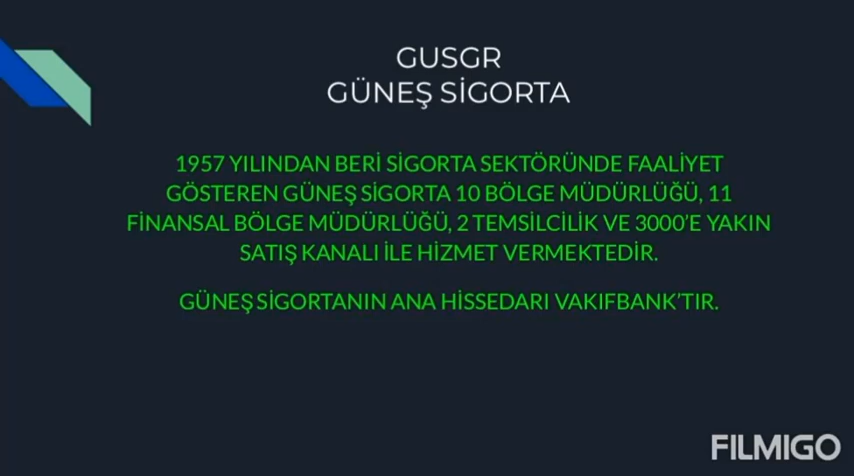 GUSGR
GÜNEŞ SİGORTA
1957 YILINDAN BERİ SİGORTA SEKTÖRÜNDE FAALİYET
GÖSTEREN GÜNEŞ SİGORTA 10 BÖLGE MÜDÜRLÜĞÜ, 11
FİNANSAL BÖLGE MÜDÜRLÜĞÜ, 2 TEMSİLCİLİK VE 3000'E YAKIN
SATIŞ KANALI İLE HİZMET VERMEKTEDİR.
GÜNEŞ SİGORTANIN ANA HİSSEDARI VAKIFBANK'TIR.
FILMIGO